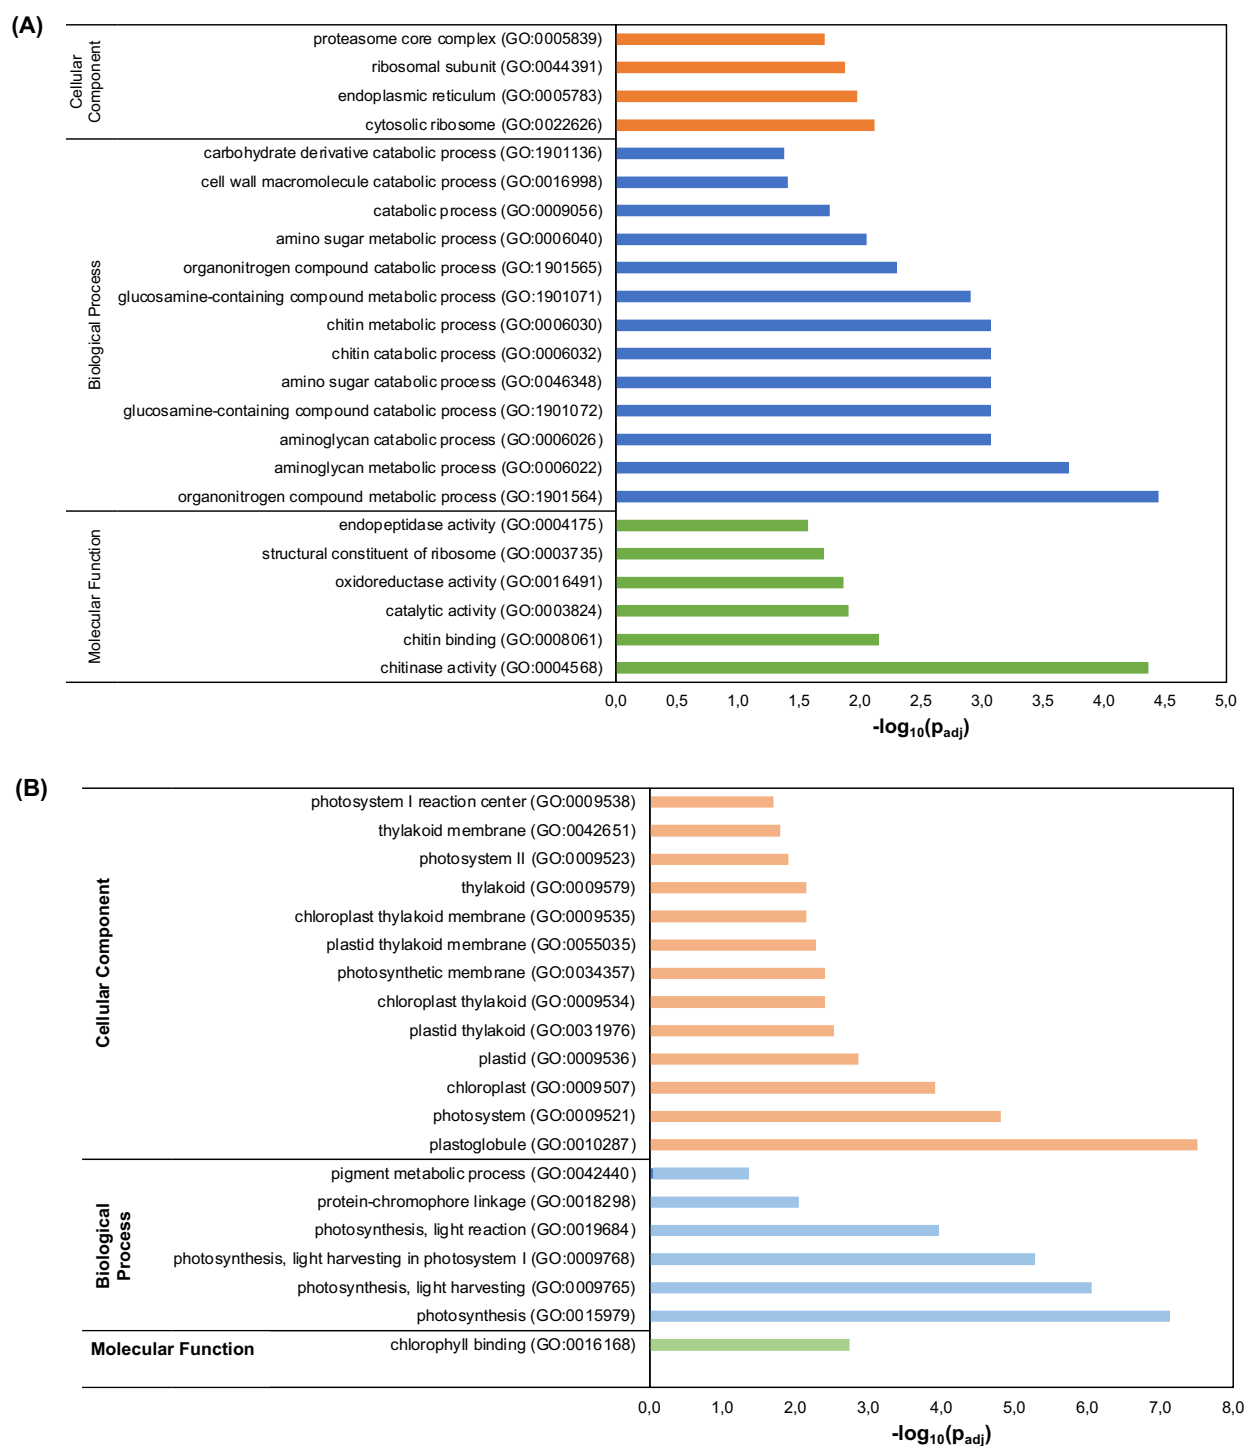 (A)
Cellular
Component
proteasome core complex (GO:0005839)
ribosomal subunit (GO:0044391)
endoplasmic reticulum (GO:0005783)
cytosolic ribosome (GO:0022626)
Biological Process
carbohydrate derivative catabolic process (GO:1901136)
cell wall macromolecule catabolic process (GO:0016998)
catabolic process (GO:0009056)
amino sugar metabolic process (GO:0006040)
organonitrogen compound catabolic process (GO:1901565)
glucosamine-containing compound metabolic process (GO:1901071)
chitin metabolic process (GO:0006030)
chitin catabolic process (GO:0006032)
amino sugar catabolic process (GO:0046348)
glucosamine-containing compound catabolic process (GO:1901072)
aminoglycan catabolic process (GO:0006026)
aminoglycan metabolic process (GO:0006022)
organonitrogen compound metabolic process (GO:1901564)
Molecular Function
endopeptidase activity (GO:0004175)
structural constituent of ribosome (GO:0003735)
oxidoreductase activity (GO:0016491)
catalytic activity (GO:0003824)
chitin binding (GO:0008061)
chitinase activity (GO:0004568)
0,0 0,5 1,0 1,5 2,0 2,5 3,0 3,5 4,0 4,5 5,0
-log10(padj)
(B)
Cellular Component
photosystem I reaction center (GO:0009538)
thylakoid membrane (GO:0042651)
photosystem II (GO:0009523)
thylakoid (GO:0009579)
chloroplast thylakoid membrane (GO:0009535)
plastid thylakoid membrane (GO:0055035)
photosynthetic membrane (GO:0034357)
chloroplast thylakoid (GO:0009534)
plastid thylakoid (GO:0031976)
plastid (GO:0009536)
chloroplast (GO:0009507)
photosystem (GO:0009521)
plastoglobule (GO:0010287)
Biological
Process
pigment metabolic process (GO:0042440)
protein-chromophore linkage (GO:0018298)
photosynthesis, light reaction (GO:0019684)
photosynthesis, light harvesting in photosystem I (GO:0009768)
photosynthesis, light harvesting (GO:0009765)
photosynthesis (GO:0015979)
Molecular Function
chlorophyll binding (GO:0016168)
0,0 1,0 2,0 3,0 4,0 5,0 6,0 7,0 8,0
-log10(padj)